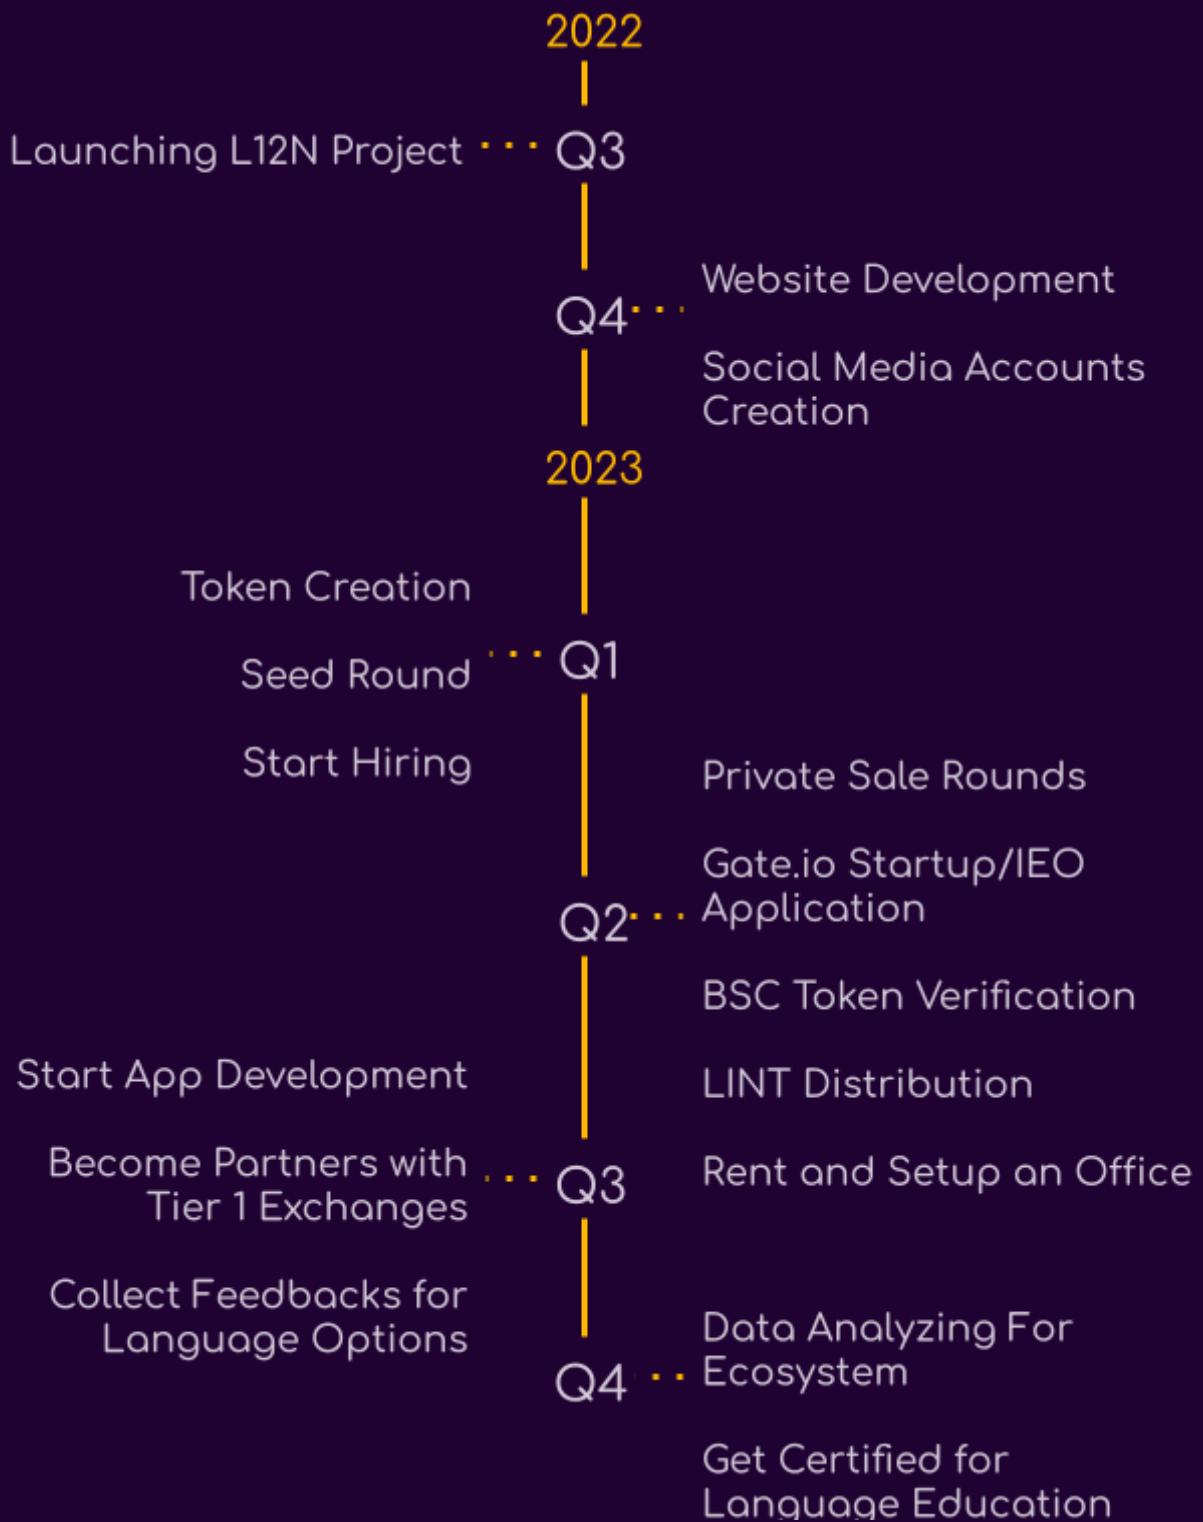 2022
Launching L12N Project
Q3
Q4
Website Development
Social Media Accounts
Creation
2023
Token Creation
Seed Round
Start Hiring
Q1
Q2
Private Sale Rounds
Gate.io Startup/IEO
Application
BSC Token Verification
LINT Distribution
Rent and Setup an Office
Start App Development
Become Partners with
Tier 1 Exchanges
Collect Feedbacks for
Language Options
Q3
Q4
Data Analyzing For
Ecosystem
Get Certified for
Language Education